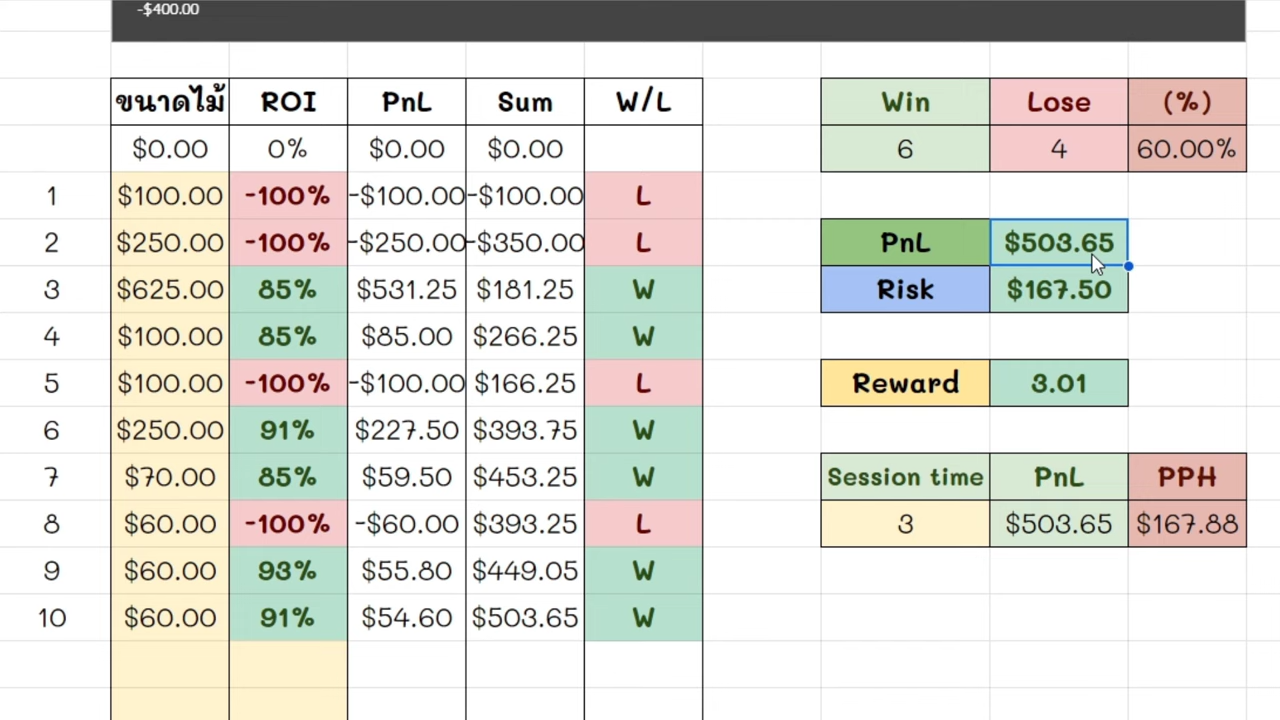 -$400.00
ขนาดไม้ ROI PnL Sum W/L Win Lose (%)
$0.00 0% $0.00 $0.00 6 4 60.00%
1 $100.00 -100% -$100.00 -$100.00 L
2 $250.00 -100% -$250.00 -$350.00 L PnL $503.65
3 $625.00 85% $531.25 $181.25 W Risk $167.50
4 $100.00 85% $85.00 $266.25 W
5 $100.00 -100% -$100.00 $166.25 L Reward 3.01
6 $250.00 91% $227.50 $393.75 W
7 $70.00 85% $59.50 $453.25 W Session time PnL PPH
8 $60.00 -100% -$60.00 $393.25 L 3 $503.65 $167.88
9 $60.00 93% $55.80 $449.05 W
10 $60.00 91% $54.60 $503.65 W